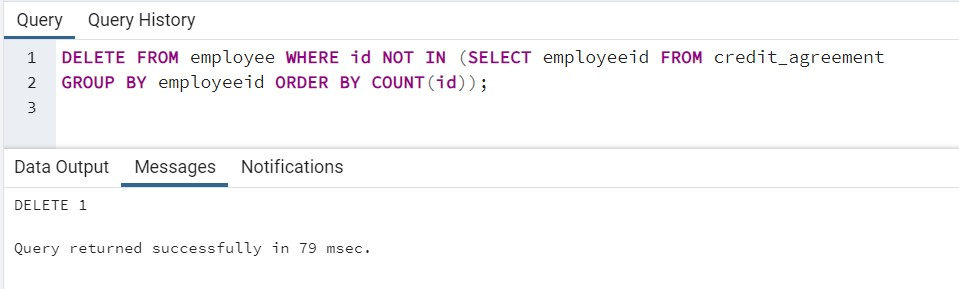 Query Query History
1 DELETE FROM employee WHERE id NOT IN (SELECT employeeid FROM credit_agreement
2 GROUP BY employeeid ORDER BY COUNT(id));
3
Data Output Messages Notifications
DELETE 1
Query returned successfully in 79 msec.